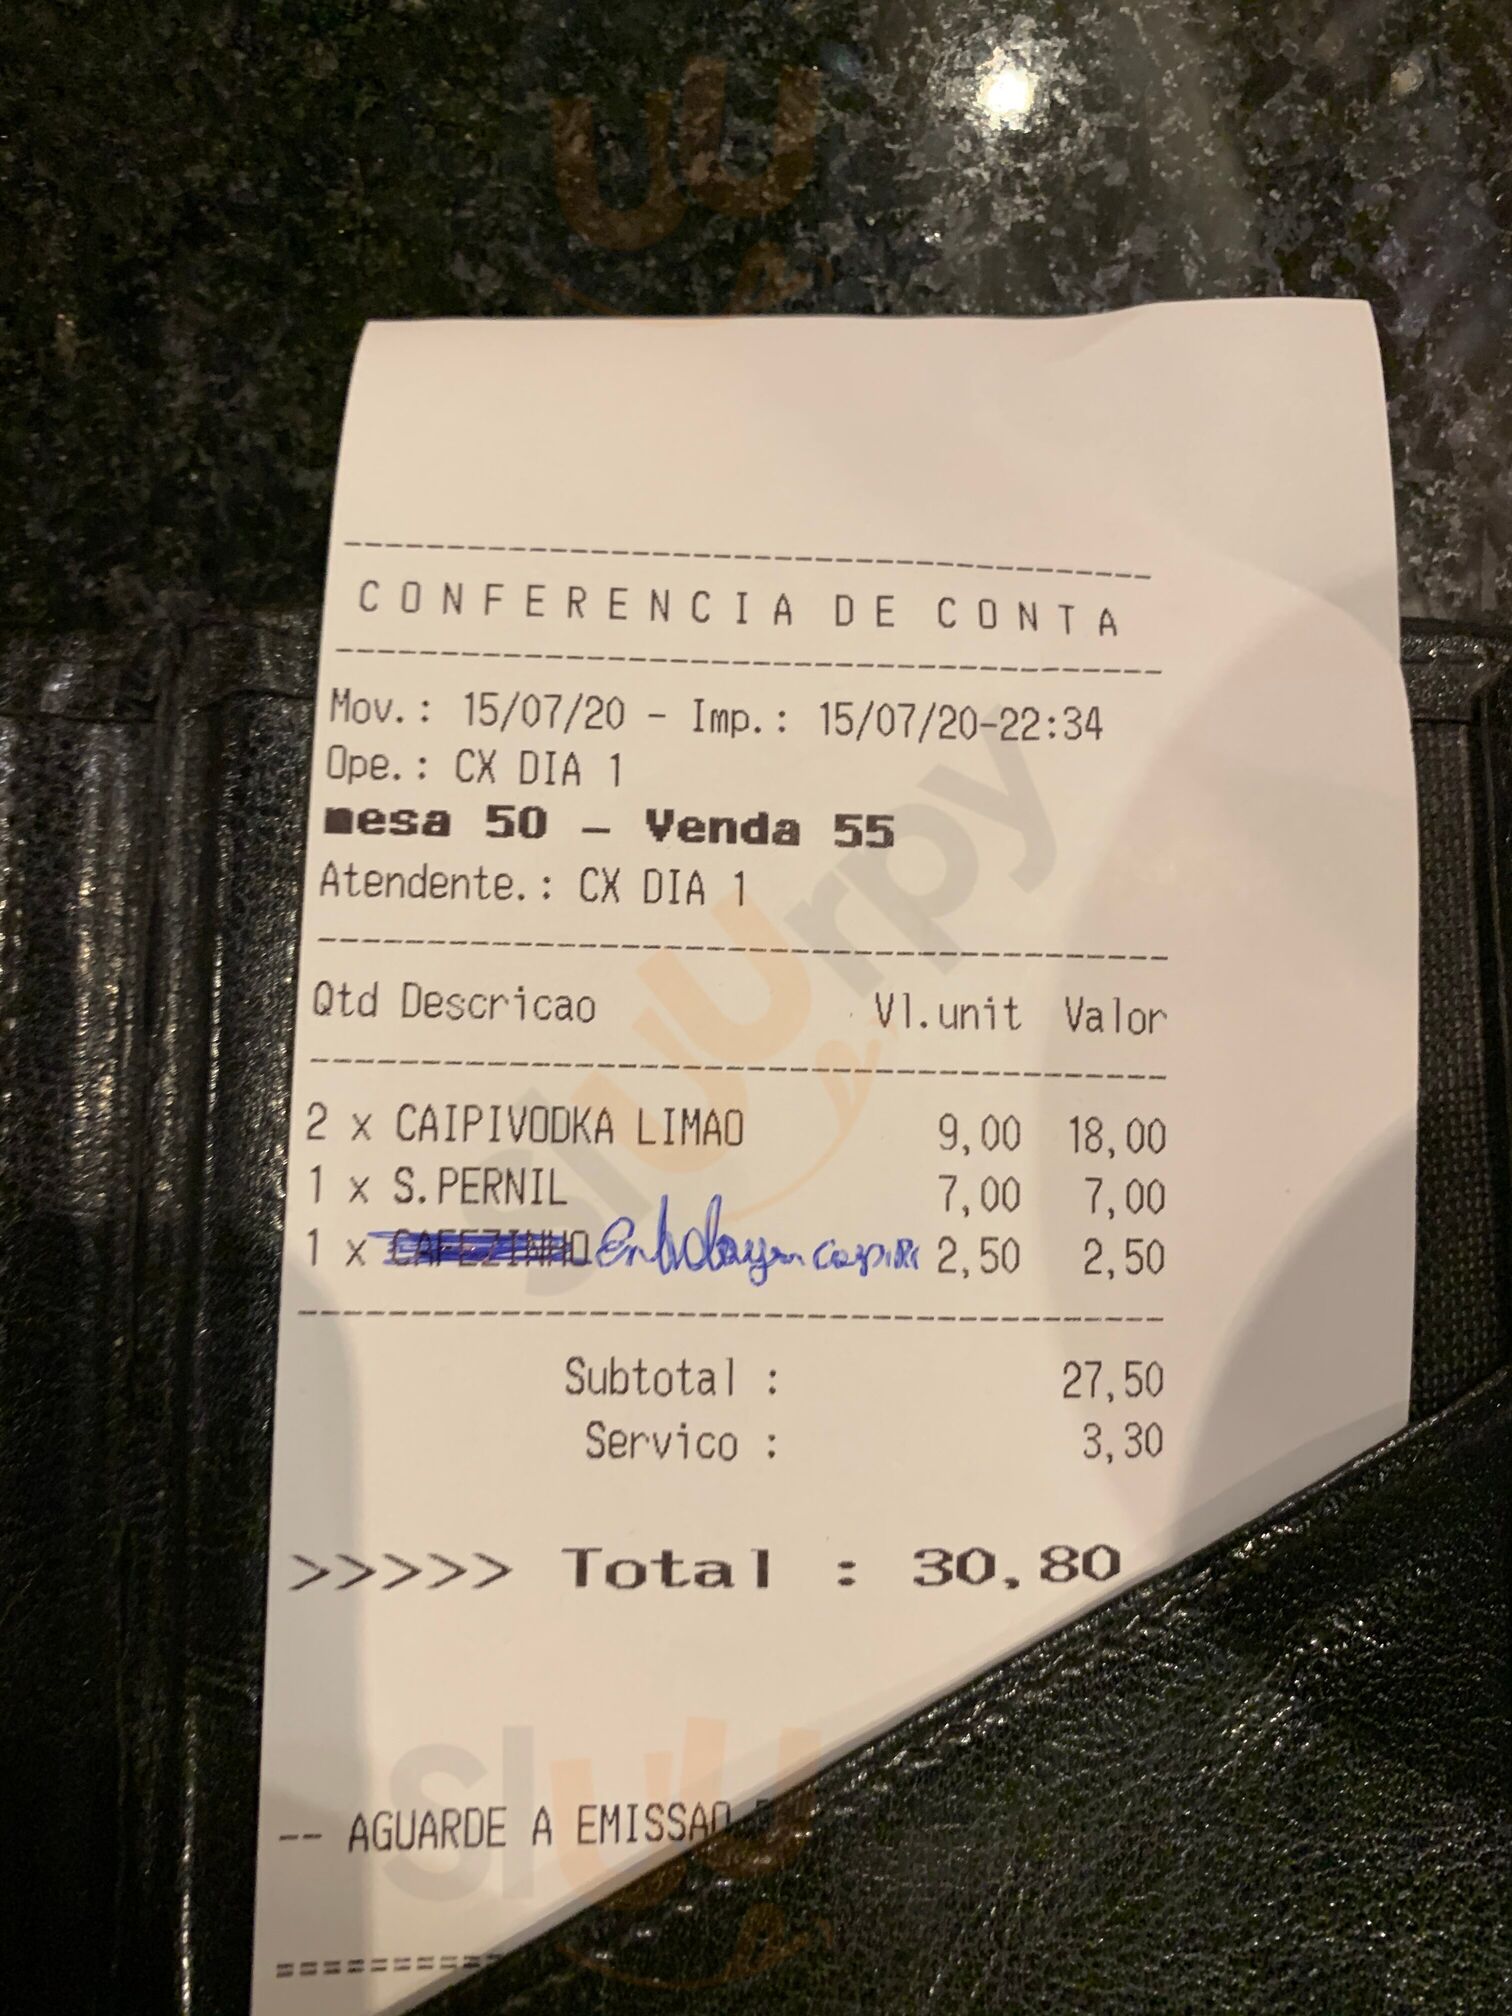 CONFERENCIA DE CONTA
Mov.: 15/07/20 - Imp.: 15/07/20-22:34
Ope.: CX DIA 1
mesa 50 - Venda 55
Atendente.: CX DIA 1
Qtd Descricao Vl.unit Valor
2 x CAIPIVODKA LIMAO 9,00 18,00
1 x S.PERNIL 7,00 7,00
1 x CAFEZINHO 2,50 2,50
Subtotal : 27,50
Servico : 3,30
>>>>> Total : 30,80
-- AGUARDE A EMISSAO
slurpy